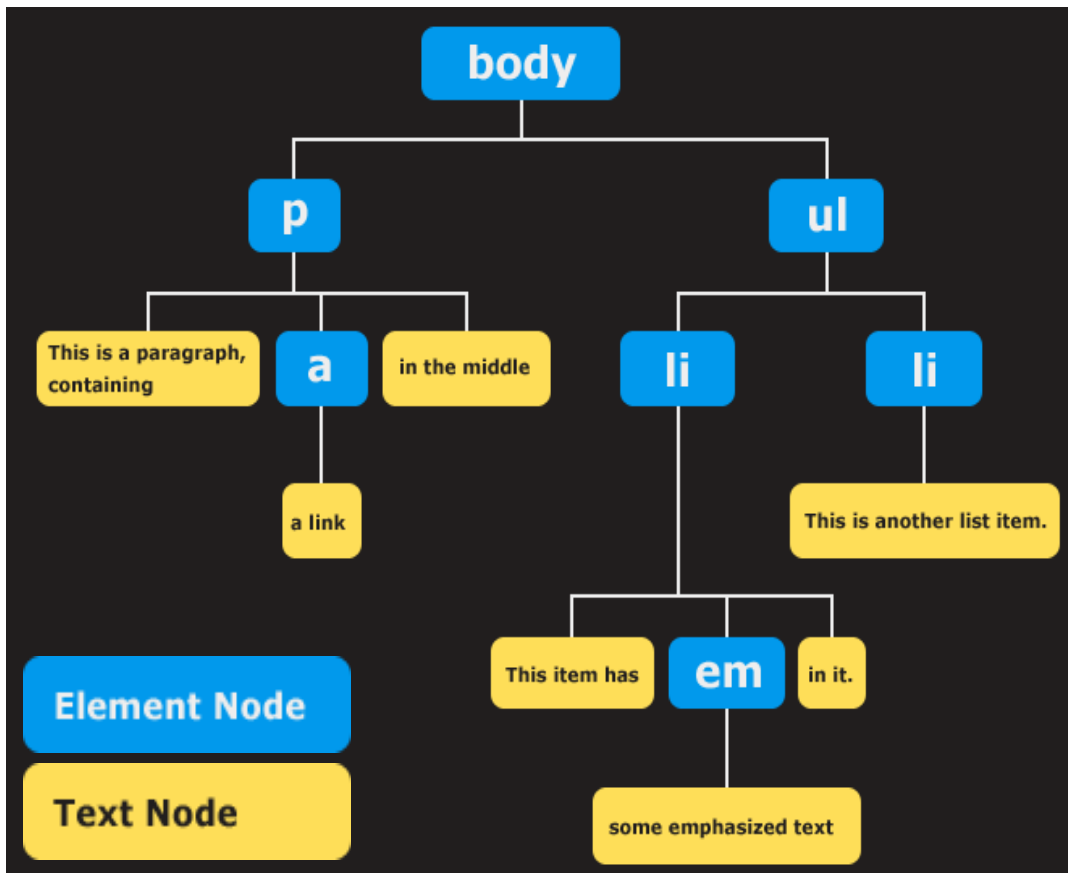 body
p
ul
This is a paragraph,
containing
a
in the middle
li
li
a link
This is another list item.
This item has
em
in it.
some emphasized text
Element Node
Text Node